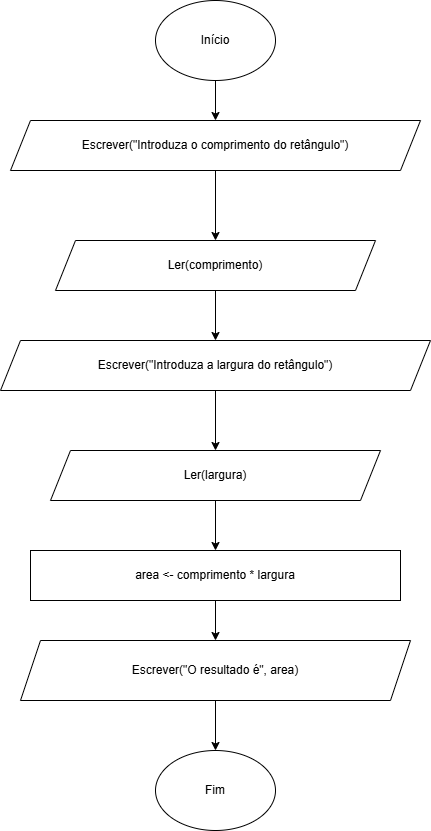 Início
Escrever("Introduza o comprimento do retângulo")
Ler(comprimento)
Escrever("Introduza a largura do retângulo")
Ler(largura)
area <- comprimento * largura
Escrever("O resultado é", area)
Fim